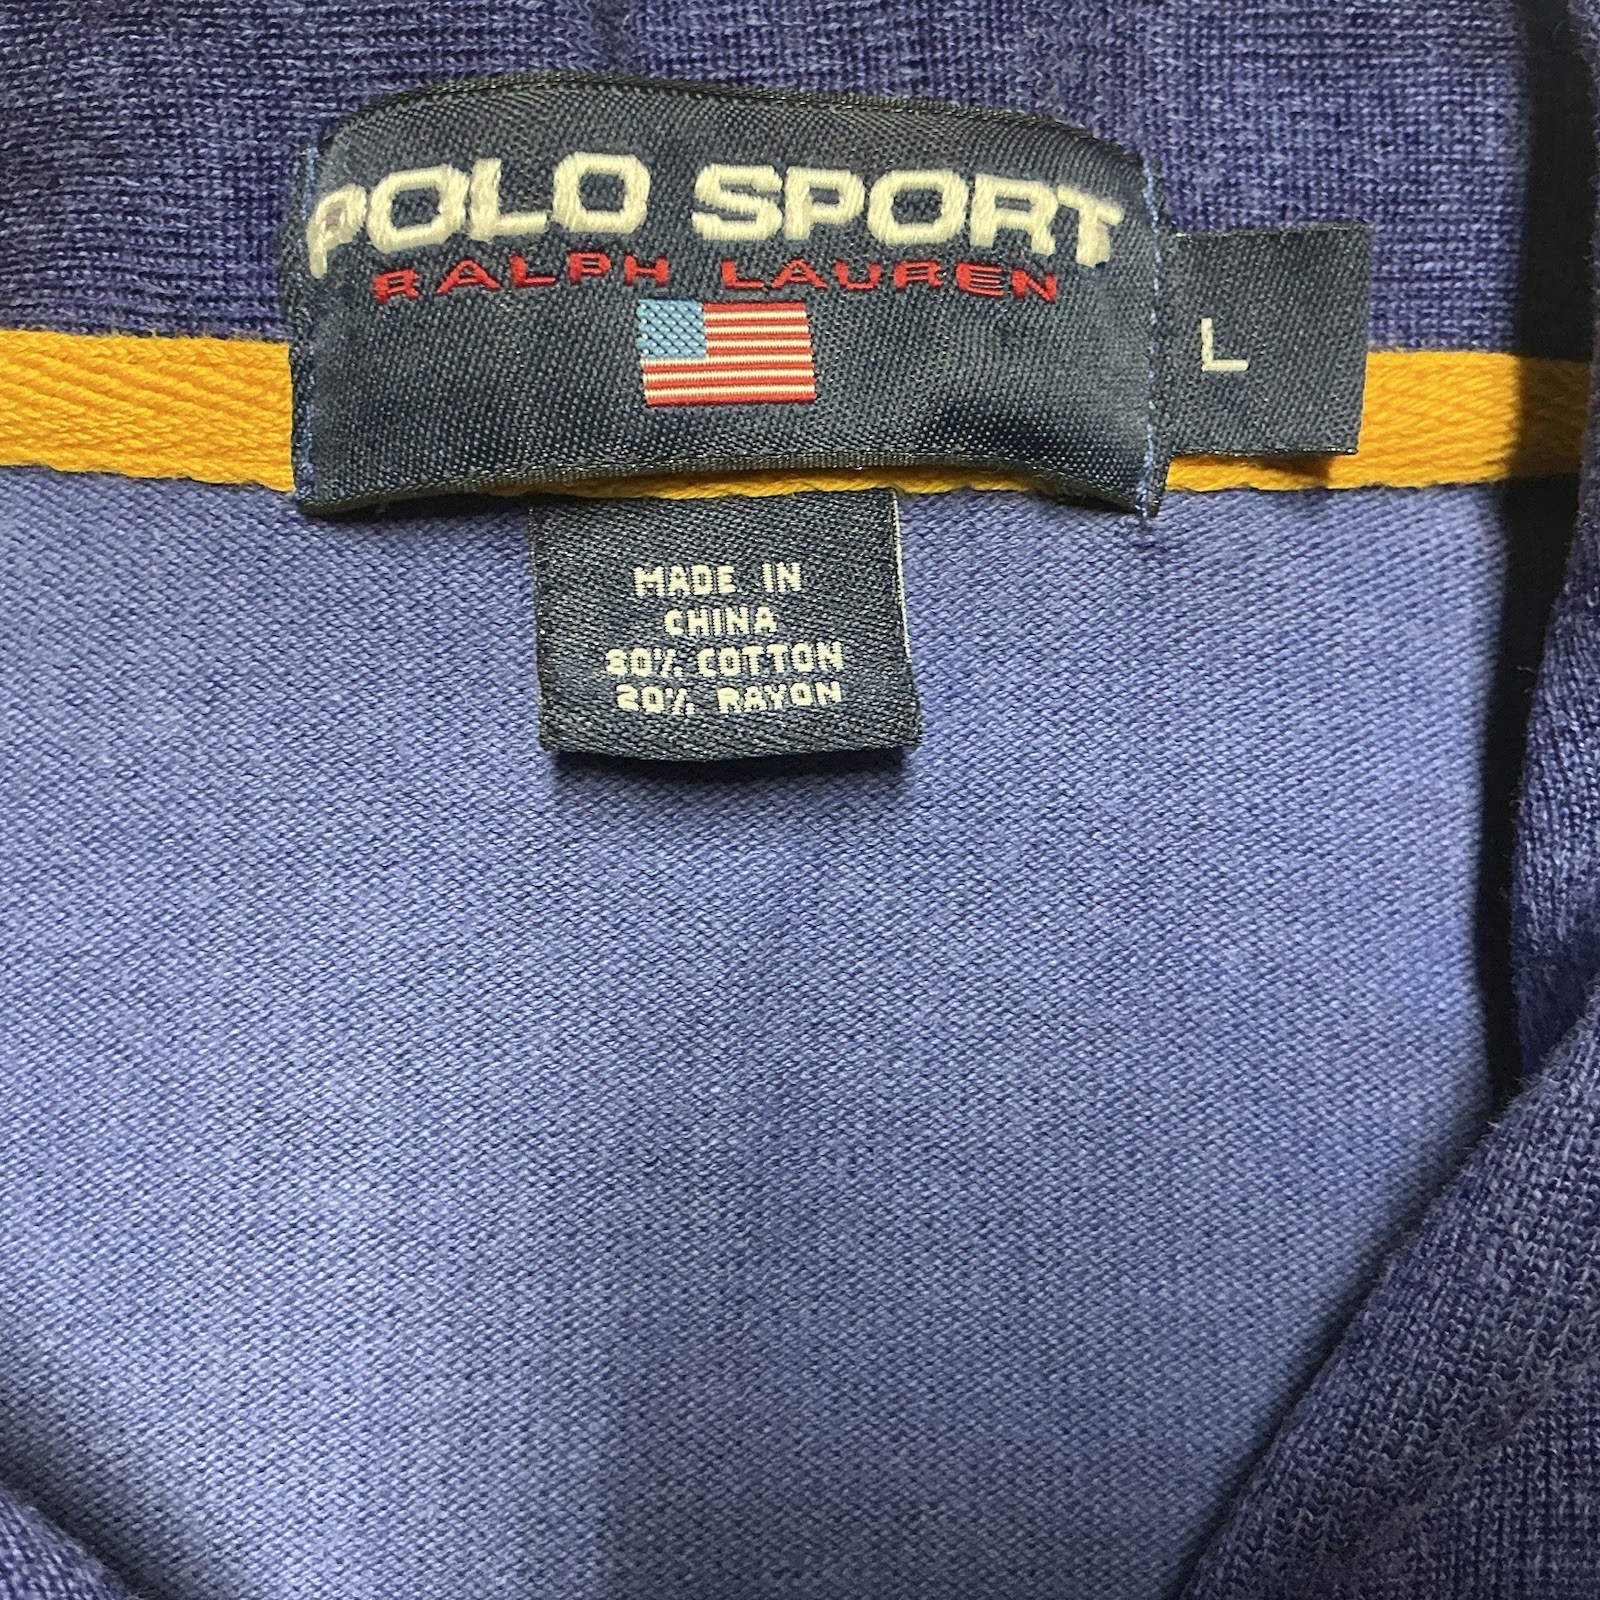 POLO SPORT
RALPH LAUREN
L
MADE IN
CHINA
80% COTTON
20% RAYON